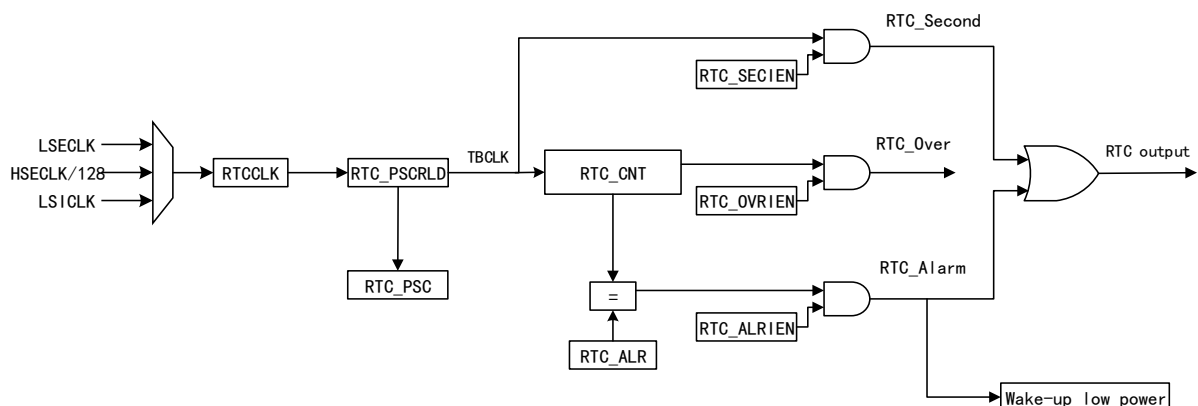 RTC_Second
RTC_SECIEN
LSECLK
HSECLK/128
LSICLK
RTCCLK
RTC_PSCRLD
TBCLK
RTC_CNT
RTC_Over
RTC_OVRIEN
RTC output
RTC_PSC
=
RTC_Alarm
RTC_ALRIEN
RTC_ALR
Wake-up low power